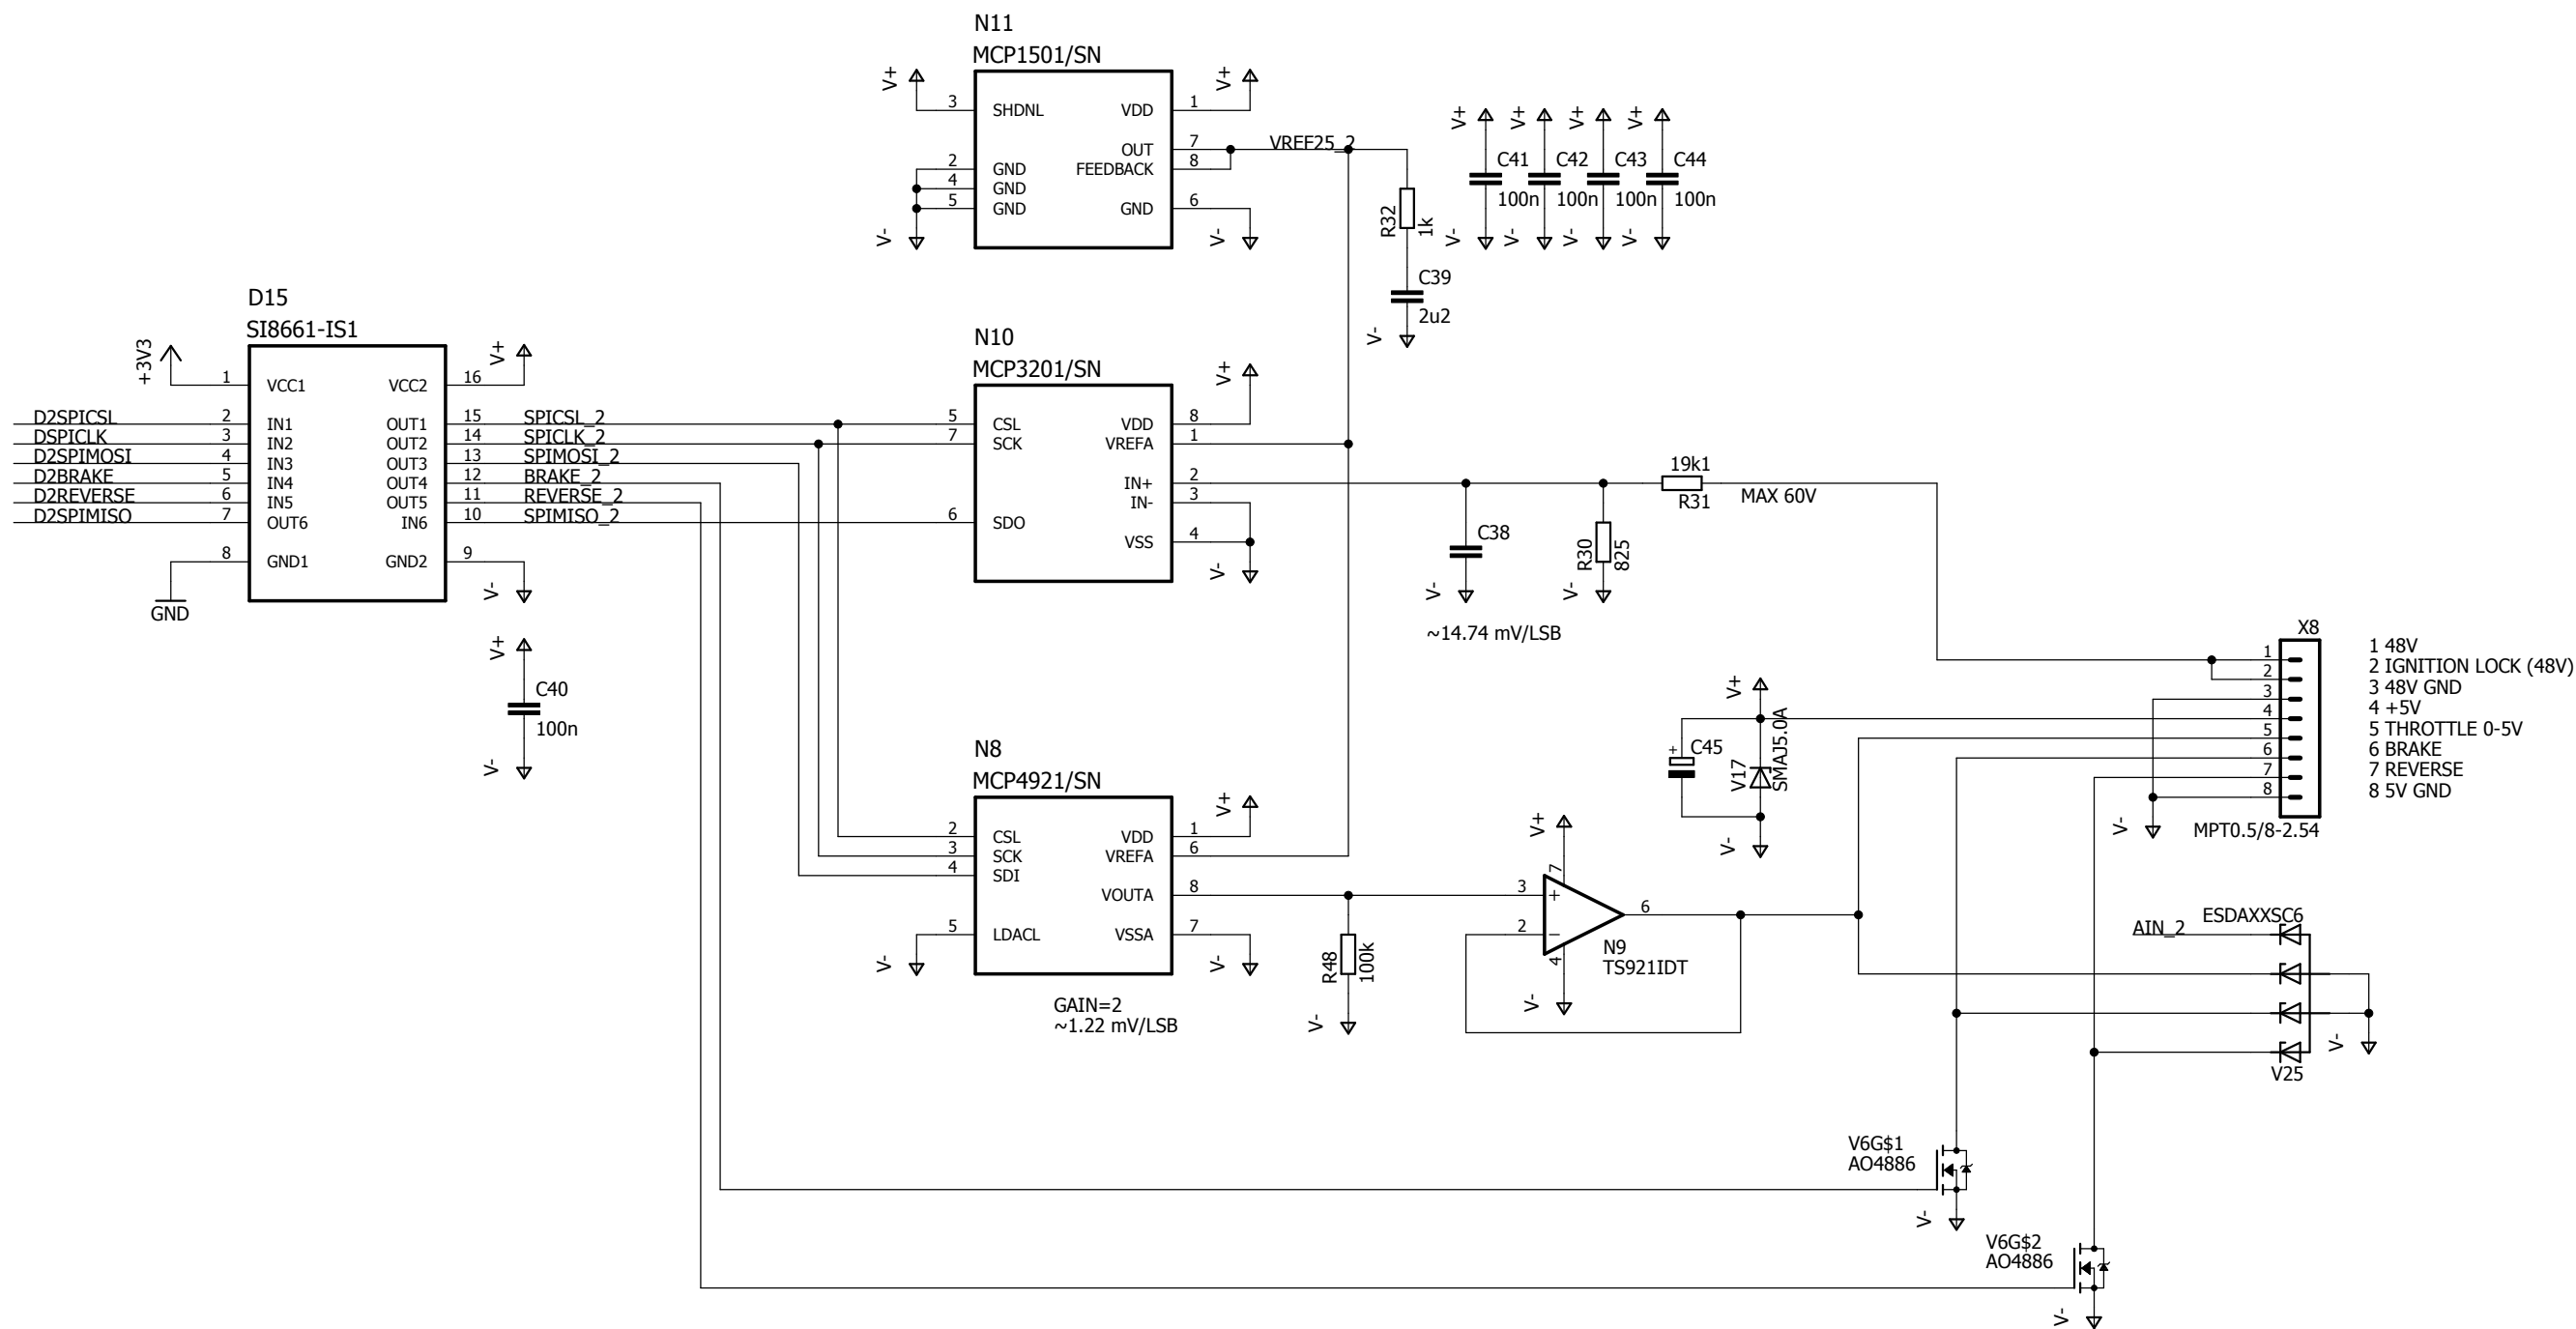 N11
MCP1501/SN
V+
3 SHDNL VDD 1
V+
OUT 7 VREF25_2
2 GND FEEDBACK 8
4 GND
5 GND GND 6
V-
V-
R32
1k
C39
2u2
V-
V+ V+ V+ V+
C41 C42 C43 C44
100n 100n 100n 100n
V- V- V- V-
D15
SI8661-IS1
+3V3
V+
1 VCC1 VCC2 16
D2SPICSL 2 IN1 OUT1 15 SPICSL_2
DSPICLK 3 IN2 OUT2 14 SPICLK_2
D2SPIMOSI 4 IN3 OUT3 13 SPIMOSI_2
D2BRAKE 5 IN4 OUT4 12 BRAKE_2
D2REVERSE 6 IN5 OUT5 11 REVERSE_2
D2SPIMISO 7 OUT6 IN6 10 SPIMISO_2
8 GND1 GND2 9
GND
V-
V+
C40
100n
V-
N10
MCP3201/SN
V+
5 CSL VDD 8
7 SCK VREFA 1
IN+ 2
IN- 3
6 SDO
VSS 4
V-
19k1
R31
MAX 60V
C38
V-
R30
825
V-
~14.74 mV/LSB
N8
MCP4921/SN
V+
2 CSL VDD 1
3 SCK VREFA 6
4 SDI
VOUTA 8
5 LDACL VSSA 7
V-
V-
GAIN=2
~1.22 mV/LSB
R48
100k
V-
V+
7
3 +
6
2 −
4
N9
TS921IDT
V-
V+
+
C45
V17
SMAJ5.0A
V-
X8
1
2
3
4
5
6
7
8
MPT0.5/8-2.54
V-
1 48V
2 IGNITION LOCK (48V)
3 48V GND
4 +5V
5 THROTTLE 0-5V
6 BRAKE
7 REVERSE
8 5V GND
ESDAXXSC6
AIN_2
V-
V25
V6G$1
AO4886
V-
V6G$2
AO4886
V-